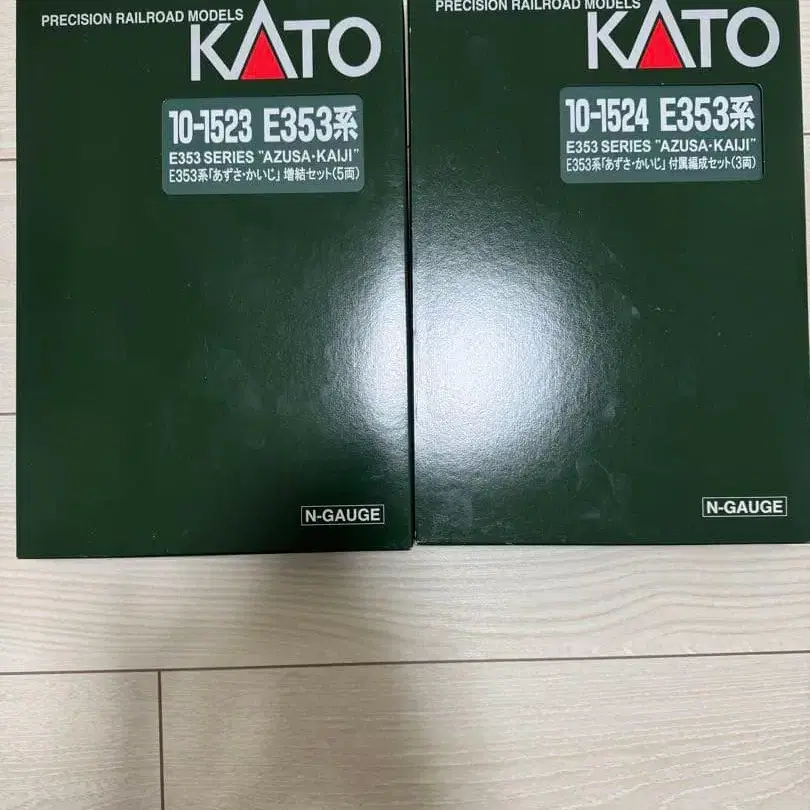 PRECISION RAILROAD MODELS
KATO
10-1523 E353系
E353 SERIES "AZUSA・KAIJI"
E353系「あずさ・かいじ」増結セット(5両)
N-GAUGE
PRECISION RAILROAD MODELS
KATO
10-1524 E353系
E353 SERIES "AZUSA・KAIJI"
E353系「あずさ・かいじ」付属編成セット(3両)
N-GAUGE